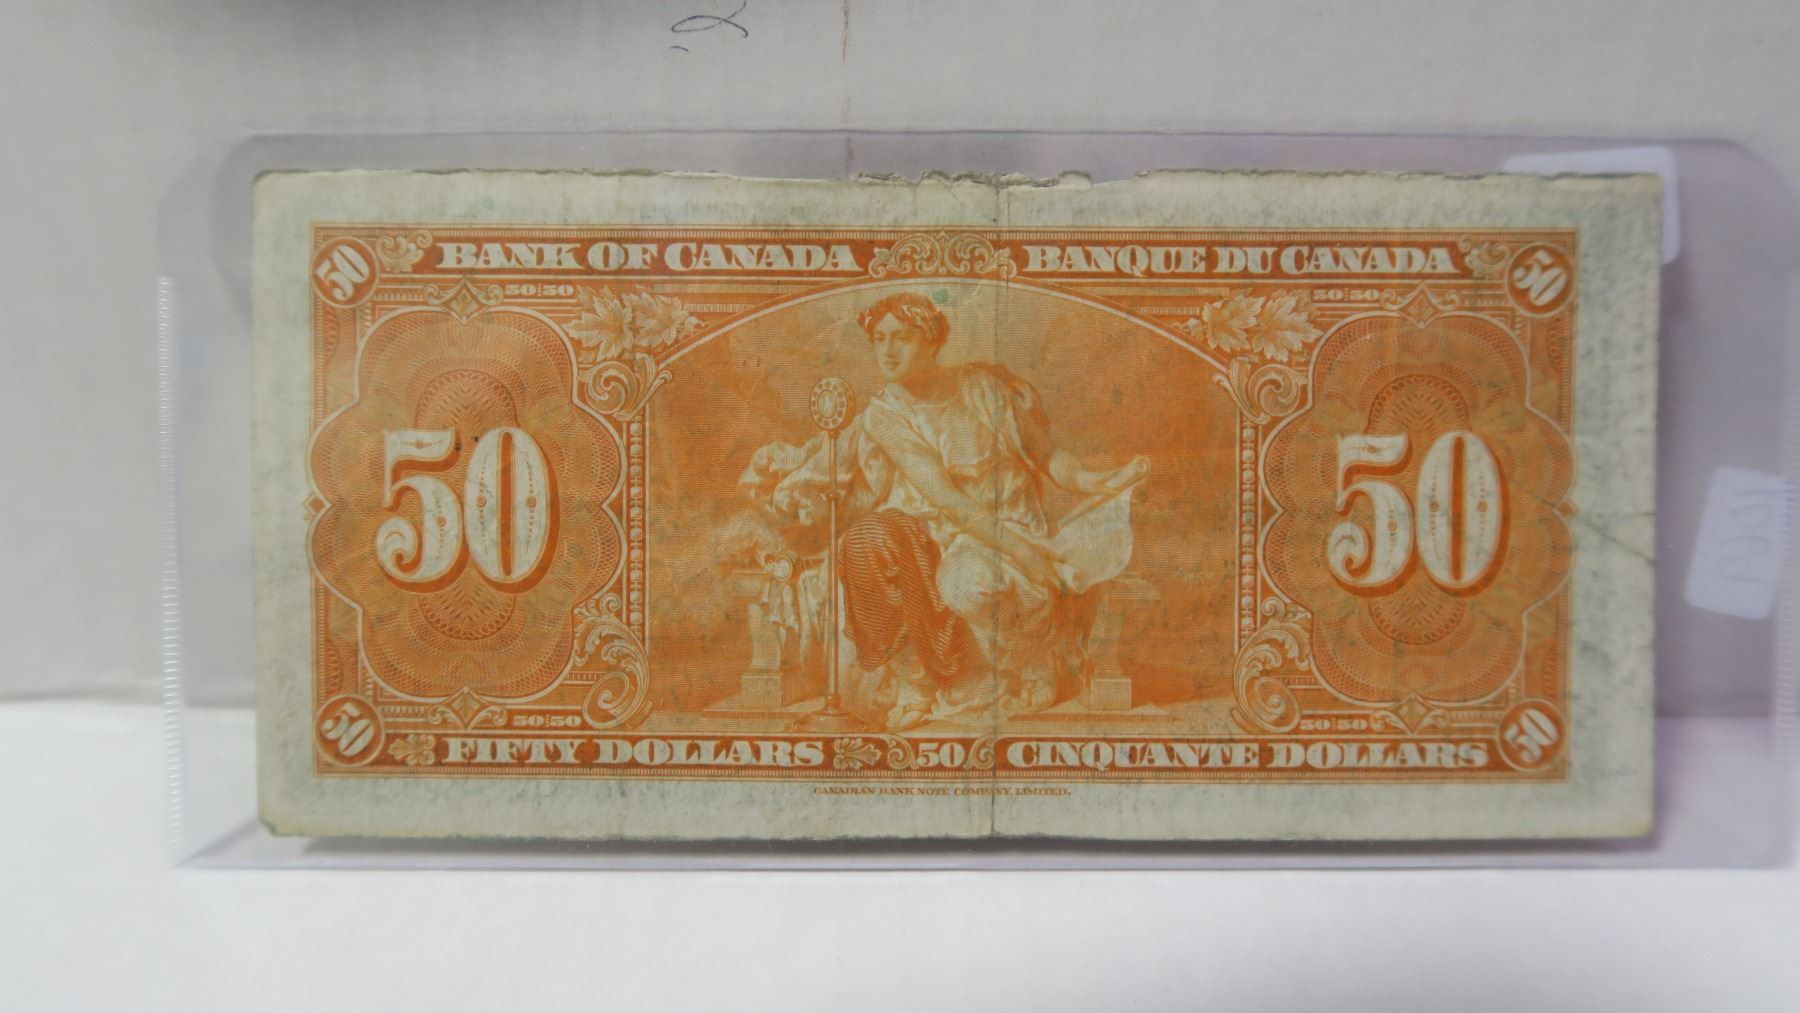 50 BANK OF CANADA BANQUE DU CANADA 50
50:50 50:50
50 50
50:50 50:50
50 FIFTY DOLLARS 50 CINQUANTE DOLLARS 50
CANADIAN BANK NOTE COMPANY, LIMITED.